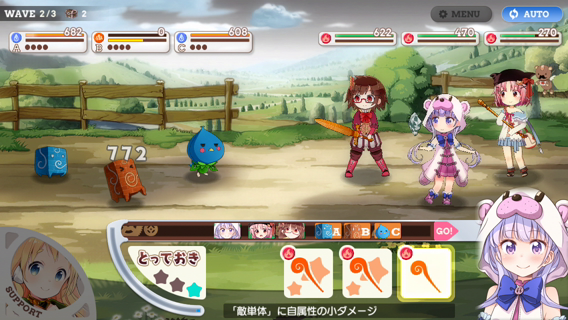 WAVE 2/3 2
MENU
AUTO
682
0
608
A
B
C
622
470
270
772
A B C GO!
とっておき
SUPPORT
「敵単体」に自属性の小ダメージ